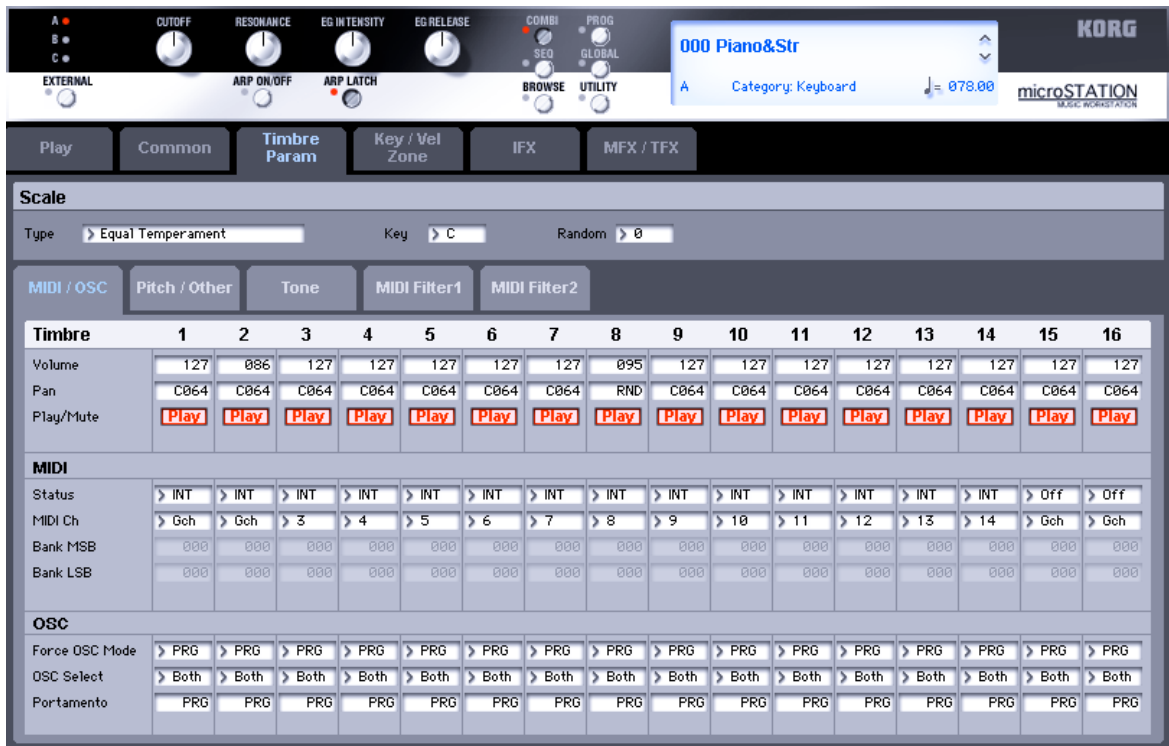 A CUTOFF RESONANCE EG INTENSITY EG RELEASE COMBI PROG KORG
B
C SEQ GLOBAL
000 Piano&Str
EXTERNAL ARP ON/OFF ARP LATCH BROWSE UTILITY
A Category: Keyboard ♩= 078.00
microSTATION
MUSIC WORKSTATION
Play Common Timbre Param Key / Vel Zone IFX MFX / TFX
Scale
Type > Equal Temperament Key > C Random > 0
MIDI / OSC Pitch / Other Tone MIDI Filter1 MIDI Filter2
Timbre 1 2 3 4 5 6 7 8 9 10 11 12 13 14 15 16
Volume 127 086 127 127 127 127 127 095 127 127 127 127 127 127 127 127
Pan C064 C064 C064 C064 C064 C064 C064 RND C064 C064 C064 C064 C064 C064 C064 C064
Play/Mute Play Play Play Play Play Play Play Play Play Play Play Play Play Play Play Play
MIDI
Status > INT > INT > INT > INT > INT > INT > INT > INT > INT > INT > INT > INT > INT > INT > Off > Off
MIDI Ch > Gch > Gch > 3 > 4 > 5 > 6 > 7 > 8 > 9 > 10 > 11 > 12 > 13 > 14 > Gch > Gch
Bank MSB 000 000 000 000 000 000 000 000 000 000 000 000 000 000 000 000
Bank LSB 000 000 000 000 000 000 000 000 000 000 000 000 000 000 000 000
OSC
Force OSC Mode > PRG > PRG > PRG > PRG > PRG > PRG > PRG > PRG > PRG > PRG > PRG > PRG > PRG > PRG > PRG > PRG
OSC Select > Both > Both > Both > Both > Both > Both > Both > Both > Both > Both > Both > Both > Both > Both > Both > Both
Portamento PRG PRG PRG PRG PRG PRG PRG PRG PRG PRG PRG PRG PRG PRG PRG PRG